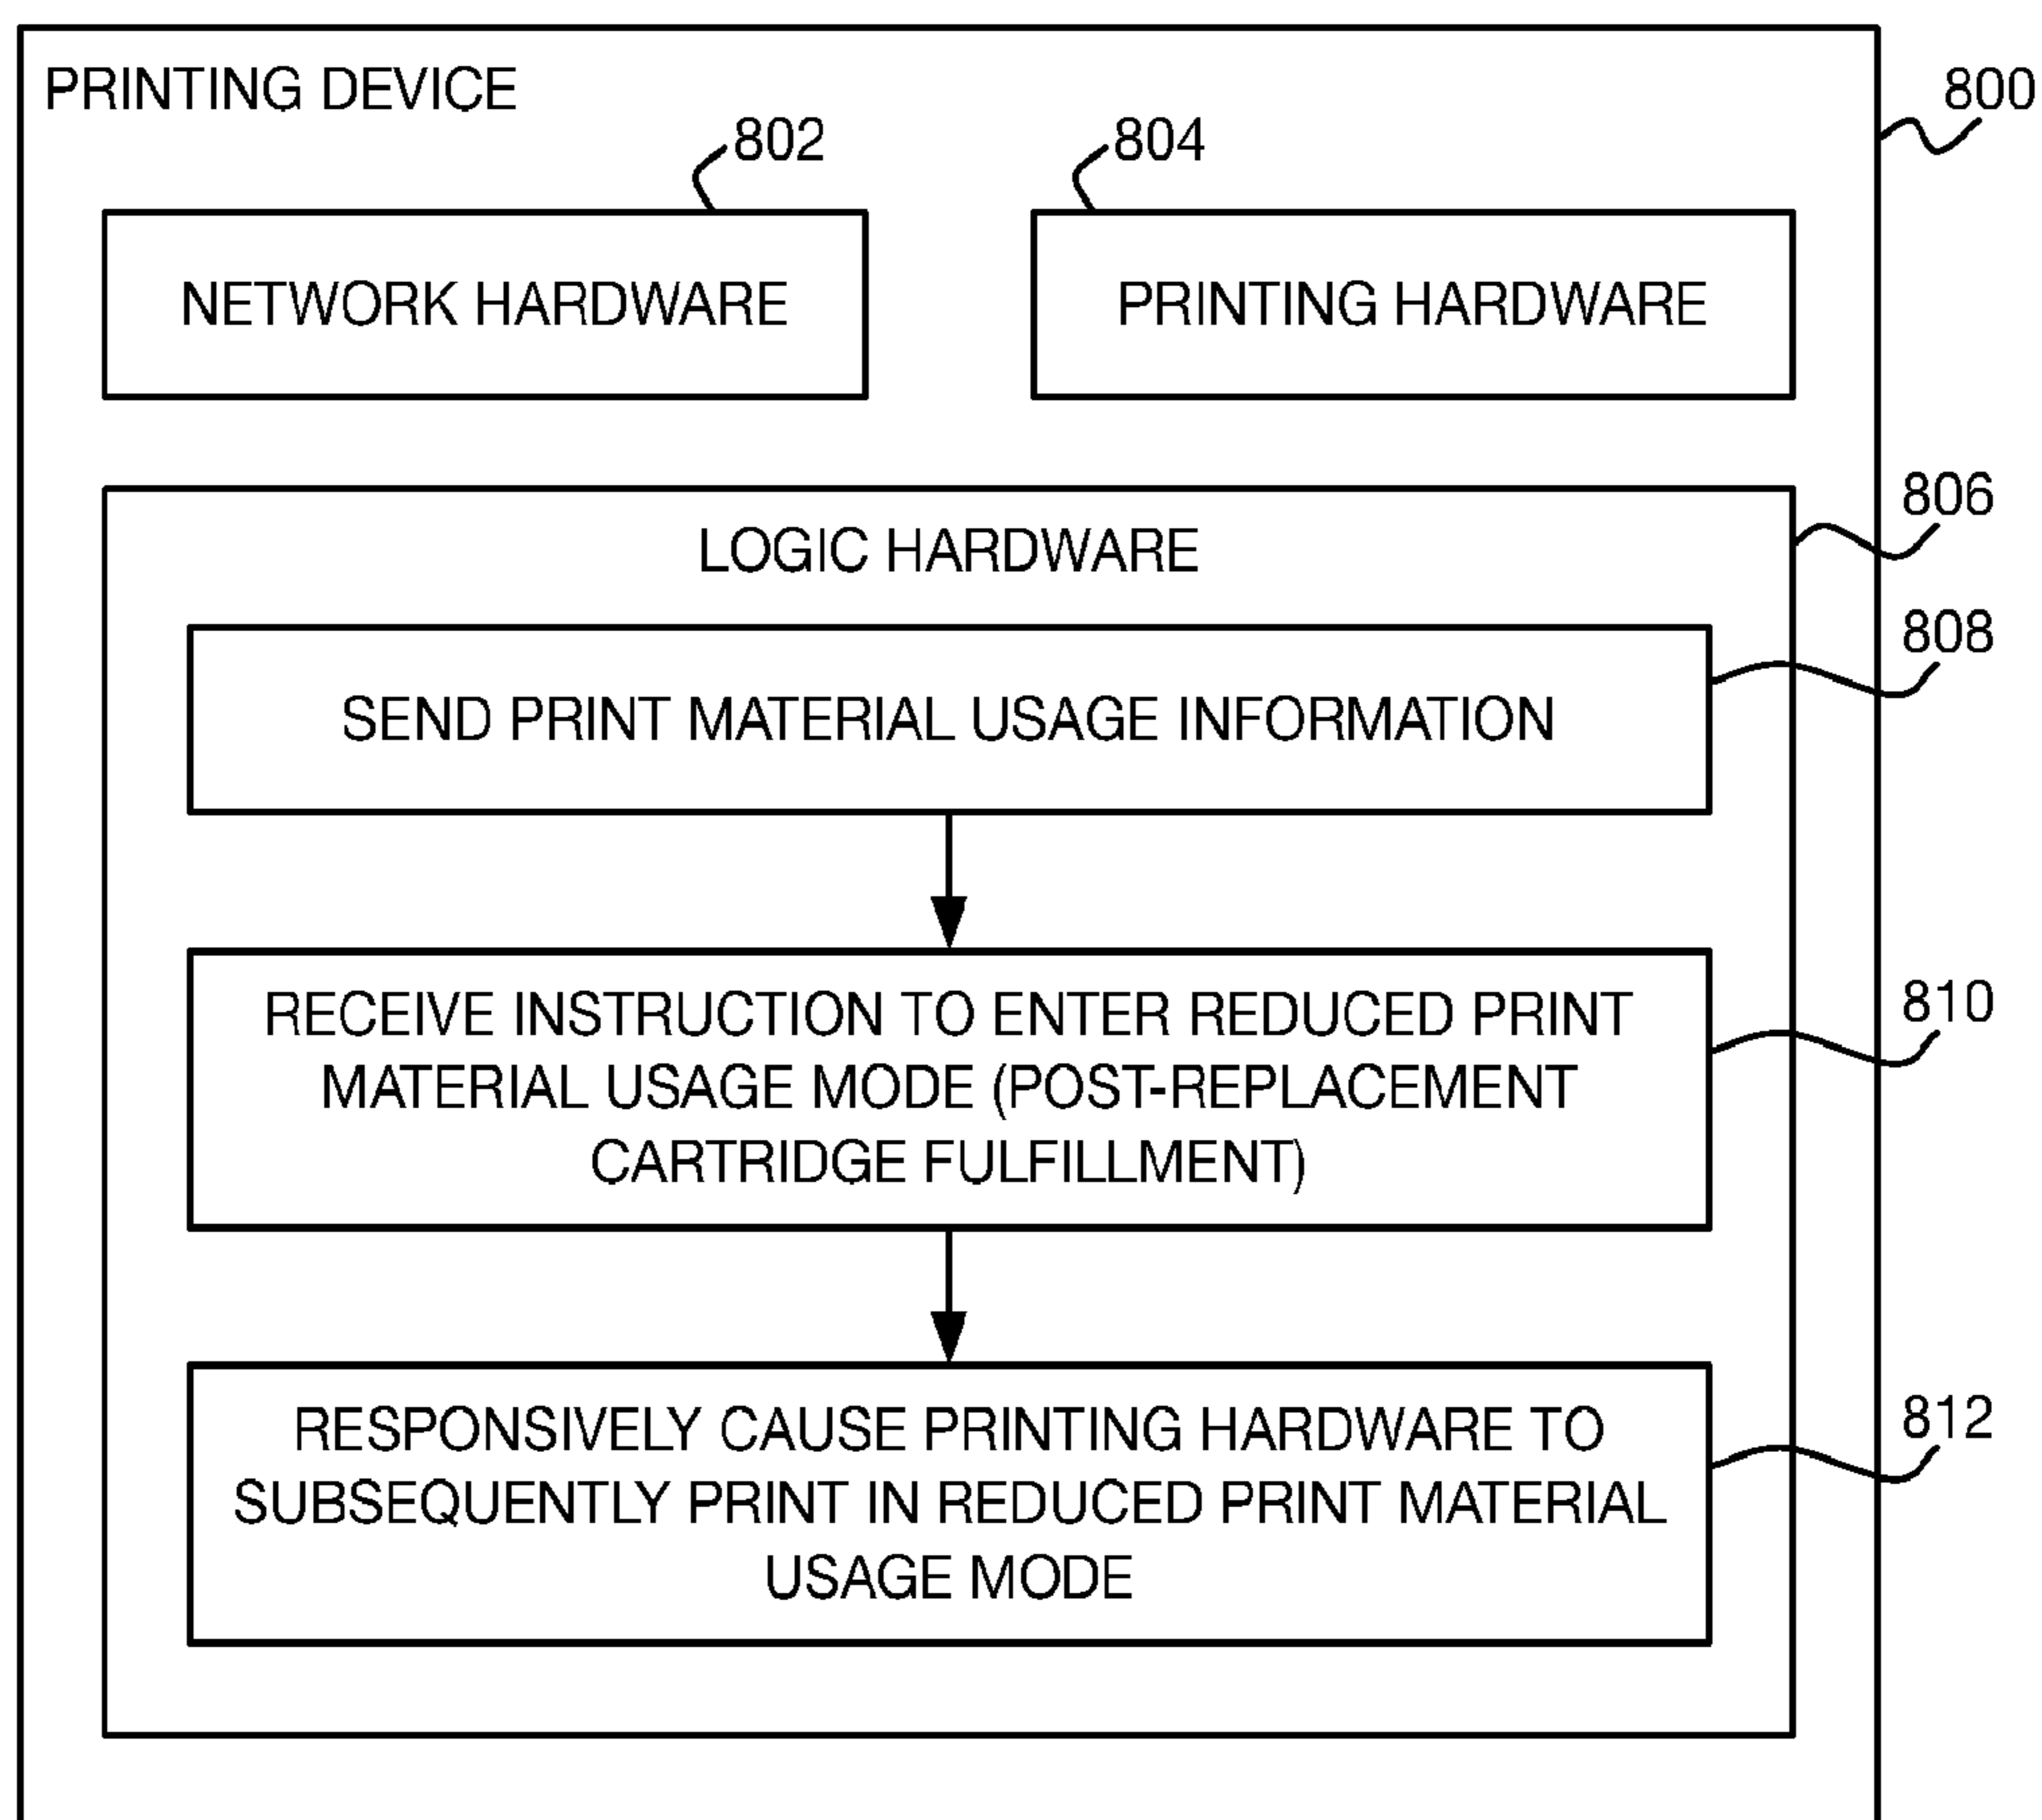 PRINTING DEVICE
800
802
804
NETWORK HARDWARE
PRINTING HARDWARE
806
LOGIC HARDWARE
808
SEND PRINT MATERIAL USAGE INFORMATION
810
RECEIVE INSTRUCTION TO ENTER REDUCED PRINT
MATERIAL USAGE MODE (POST-REPLACEMENT
CARTRIDGE FULFILLMENT)
812
RESPONSIVELY CAUSE PRINTING HARDWARE TO
SUBSEQUENTLY PRINT IN REDUCED PRINT MATERIAL
USAGE MODE